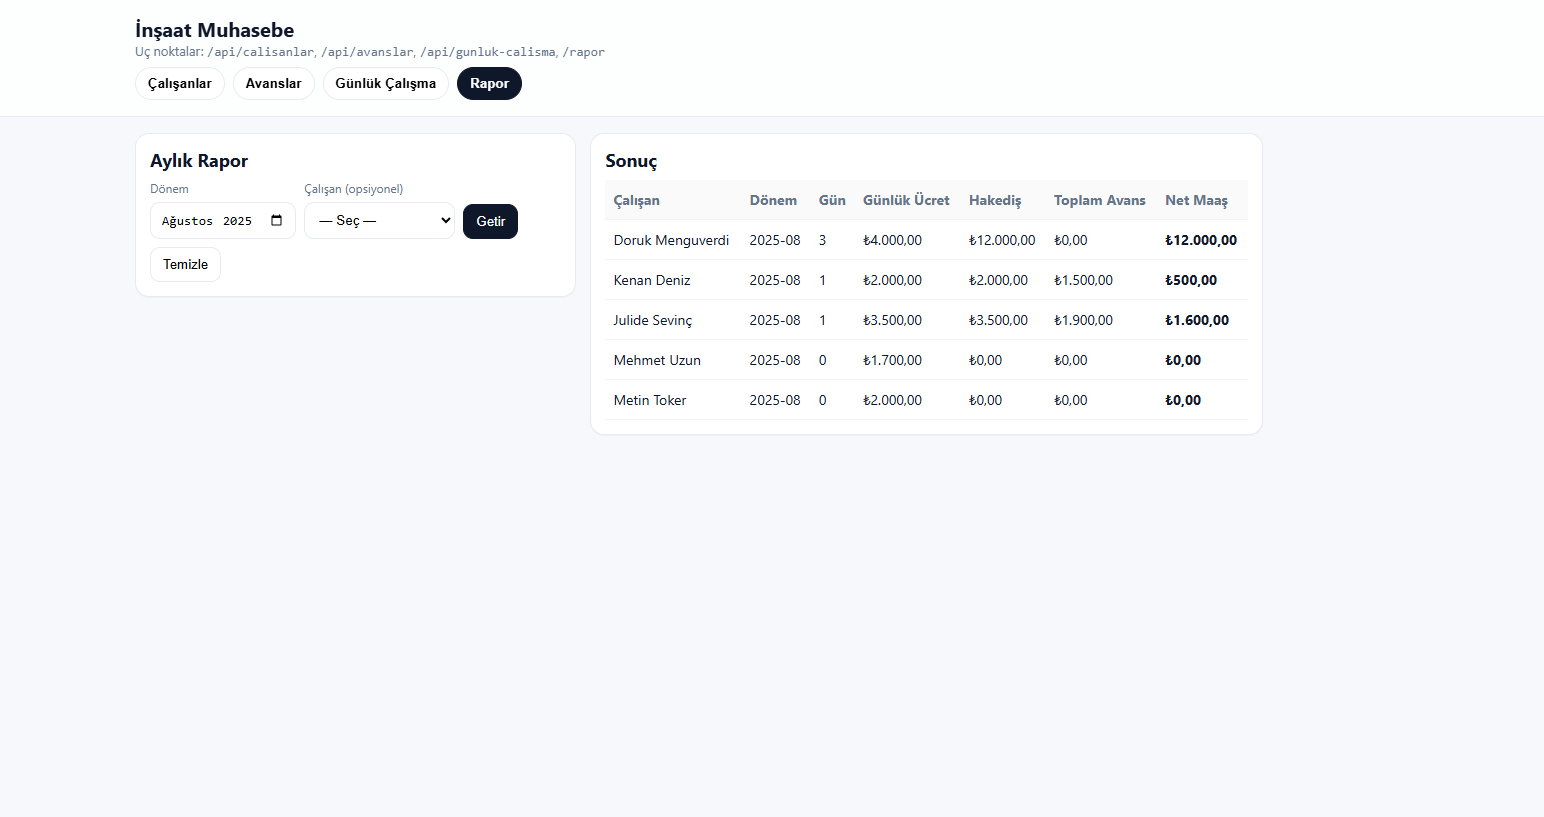 İnşaat Muhasebe
Uç noktalar: /api/calisanlar, /api/avanslar, /api/gunluk-calisma, /rapor
Çalışanlar Avanslar Günlük Çalışma Rapor
Aylık Rapor
Dönem Çalışan (opsiyonel)
Ağustos 2025 — Seç — Getir
Temizle
Sonuç
Çalışan Dönem Gün Günlük Ücret Hakediş Toplam Avans Net Maaş
Doruk Menguverdi 2025-08 3 ₺4.000,00 ₺12.000,00 ₺0,00 ₺12.000,00
Kenan Deniz 2025-08 1 ₺2.000,00 ₺2.000,00 ₺1.500,00 ₺500,00
Julide Sevinç 2025-08 1 ₺3.500,00 ₺3.500,00 ₺1.900,00 ₺1.600,00
Mehmet Uzun 2025-08 0 ₺1.700,00 ₺0,00 ₺0,00 ₺0,00
Metin Toker 2025-08 0 ₺2.000,00 ₺0,00 ₺0,00 ₺0,00